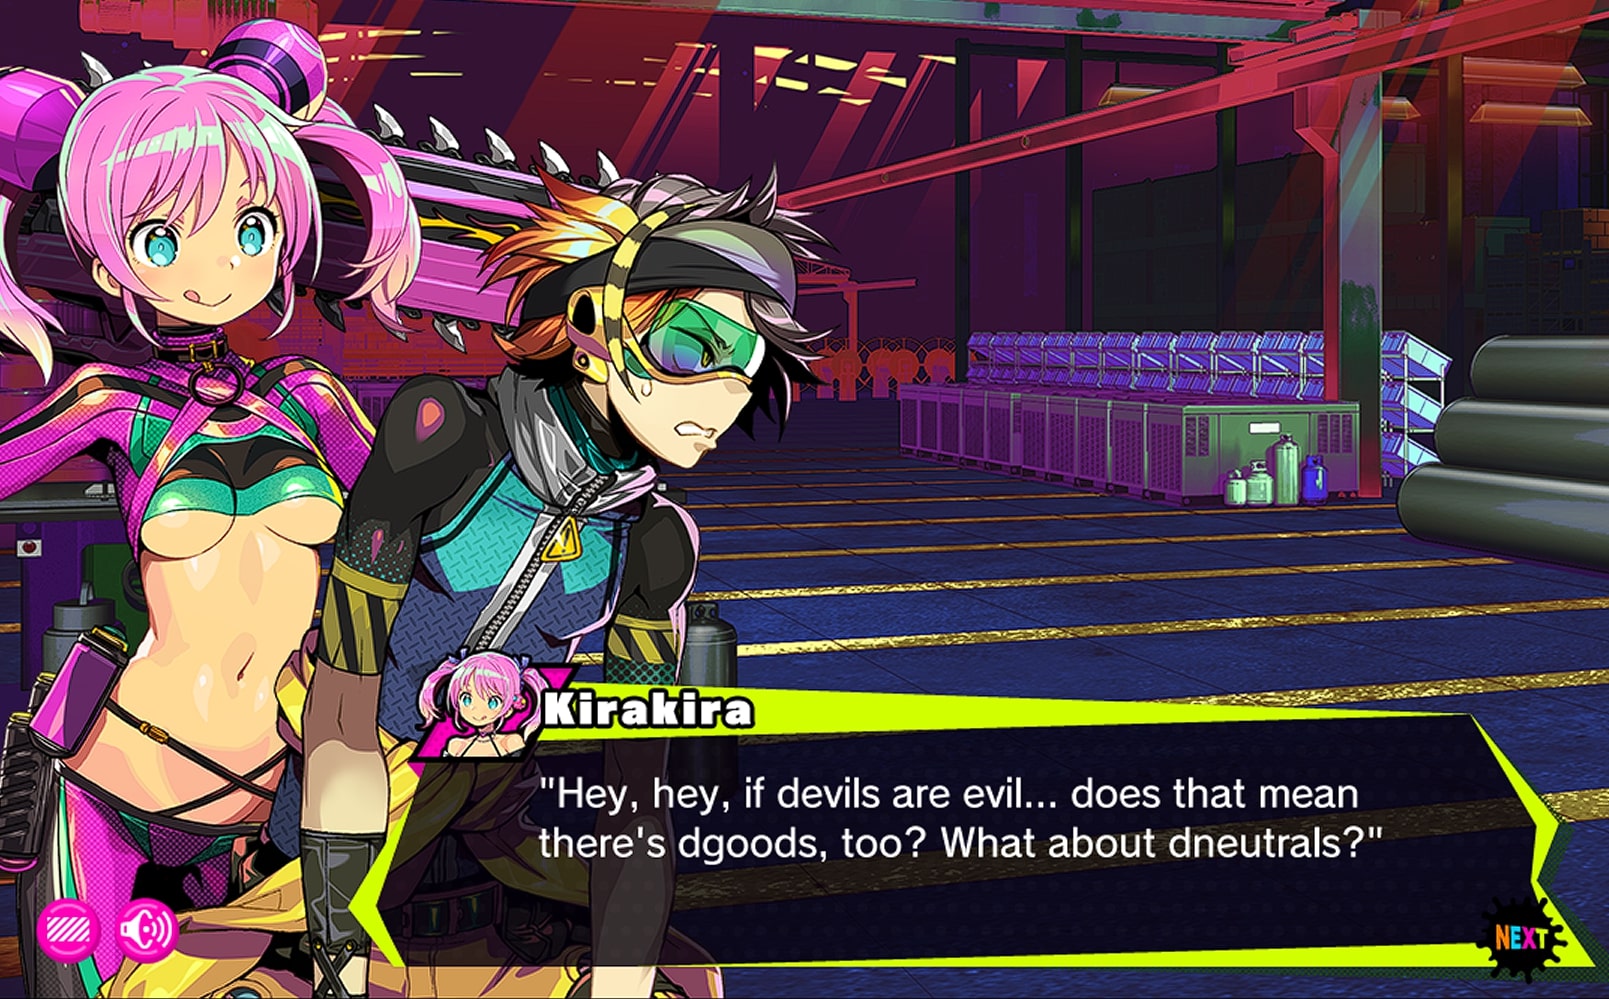 Kirakira
"Hey, hey, if devils are evil... does that mean
there's dgoods, too? What about dneutrals?"
NEXT